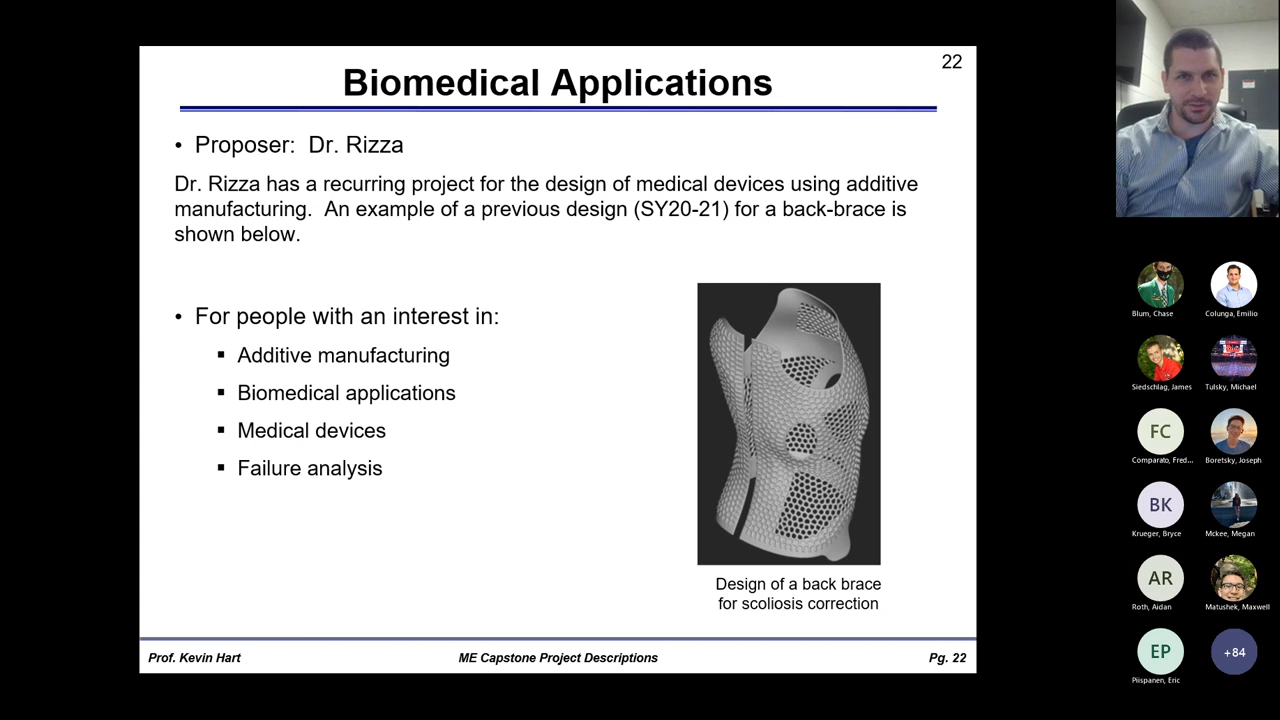 22
Biomedical Applications
• Proposer: Dr. Rizza
Dr. Rizza has a recurring project for the design of medical devices using additive
manufacturing. An example of a previous design (SY20-21) for a back-brace is
shown below.
• For people with an interest in:
▪ Additive manufacturing
▪ Biomedical applications
▪ Medical devices
▪ Failure analysis
Design of a back brace
for scoliosis correction
Prof. Kevin Hart
ME Capstone Project Descriptions
Pg. 22
Blum, Chase
Colunga, Emilio
Siedschlag, James
Tulsky, Michael
FC
Comparato, Fred...
Boretsky, Joseph
BK
Krueger, Bryce
Mckee, Megan
AR
Roth, Aidan
Matushek, Maxwell
EP
Piispanen, Eric
+84